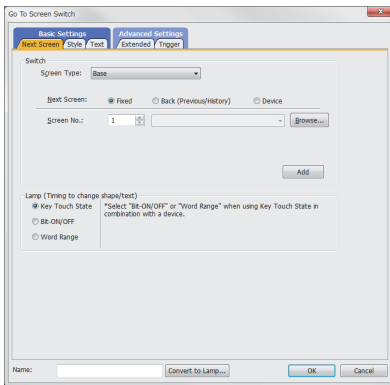 Go To Screen Switch
Basic Settings Advanced Settings
Next Screen Style Text Extended Trigger
Switch
Screen Type: Base
Next Screen: Fixed Back (Previous/History) Device
Screen No.: 1 Browse...
Add
Lamp (Timing to change shape/text)
Key Touch State *Select "Bit-ON/OFF" or "Word Range" when using Key Touch State in
combination with a device.
Bit-ON/OFF
Word Range
Name: Convert to Lamp... OK Cancel